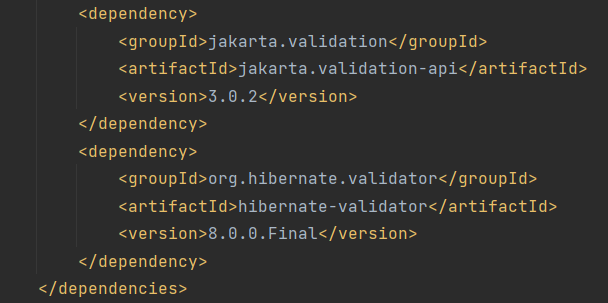 <dependency>
<groupId>jakarta.validation</groupId>
<artifactId>jakarta.validation-api</artifactId>
<version>3.0.2</version>
</dependency>
<dependency>
<groupId>org.hibernate.validator</groupId>
<artifactId>hibernate-validator</artifactId>
<version>8.0.0.Final</version>
</dependency>
</dependencies>